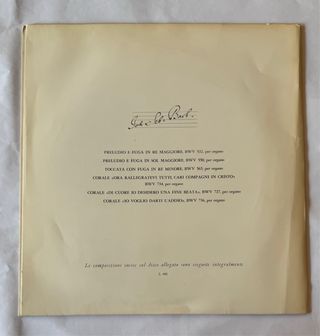 Joh. Seb. Bach.
PRELUDIO E FUGA IN RE MAGGIORE, BWV 532, per organo
PRELUDIO E FUGA IN SOL MAGGIORE, BWV 550, per organo
TOCCATA CON FUGA IN RE MINORE, BWV 565, per organo
CORALE «ORA RALLEGRATEVI TUTTI, CARI COMPAGNI IN CRISTO»
BWV 734, per organo
CORALE «DI CUORE IO DESIDERO UNA FINE BEATA», BWV 727, per organo
CORALE «IO VOGLIO DARTI L'ADDIO», BWV 736, per organo
Le composizioni incise sul disco allegato sono eseguite integralmente